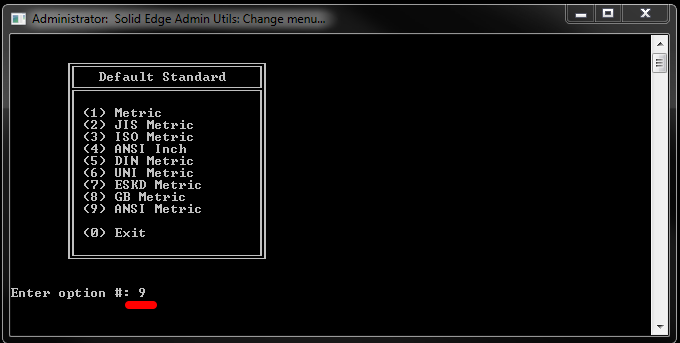 Administrator:  Solid Edge Admin Utils: Change menu...
Default Standard
(1) Metric
(2) JIS Metric
(3) ISO Metric
(4) ANSI Inch
(5) DIN Metric
(6) UNI Metric
(7) ESKD Metric
(8) GB Metric
(9) ANSI Metric
(0) Exit
Enter option #: 9